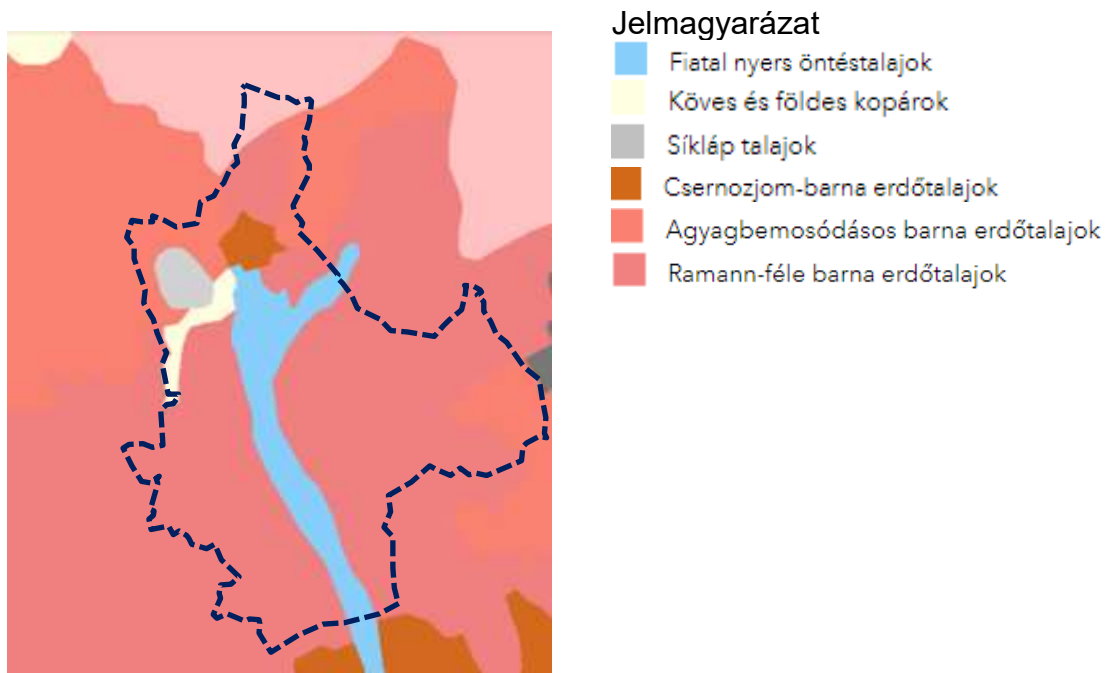 Jelmagyarázat
Fiatal nyers öntéstalajok
Köves és földes kopárok
Síkláp talajok
Csernozjom-barna erdőtalajok
Agyagbemosódásos barna erdőtalajok
Ramann-féle barna erdőtalajok